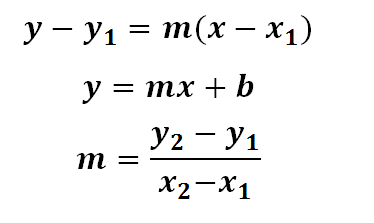 y − y₁ = m(x − x₁)
y = mx + b
m = (y₂ − y₁)/(x₂−x₁)